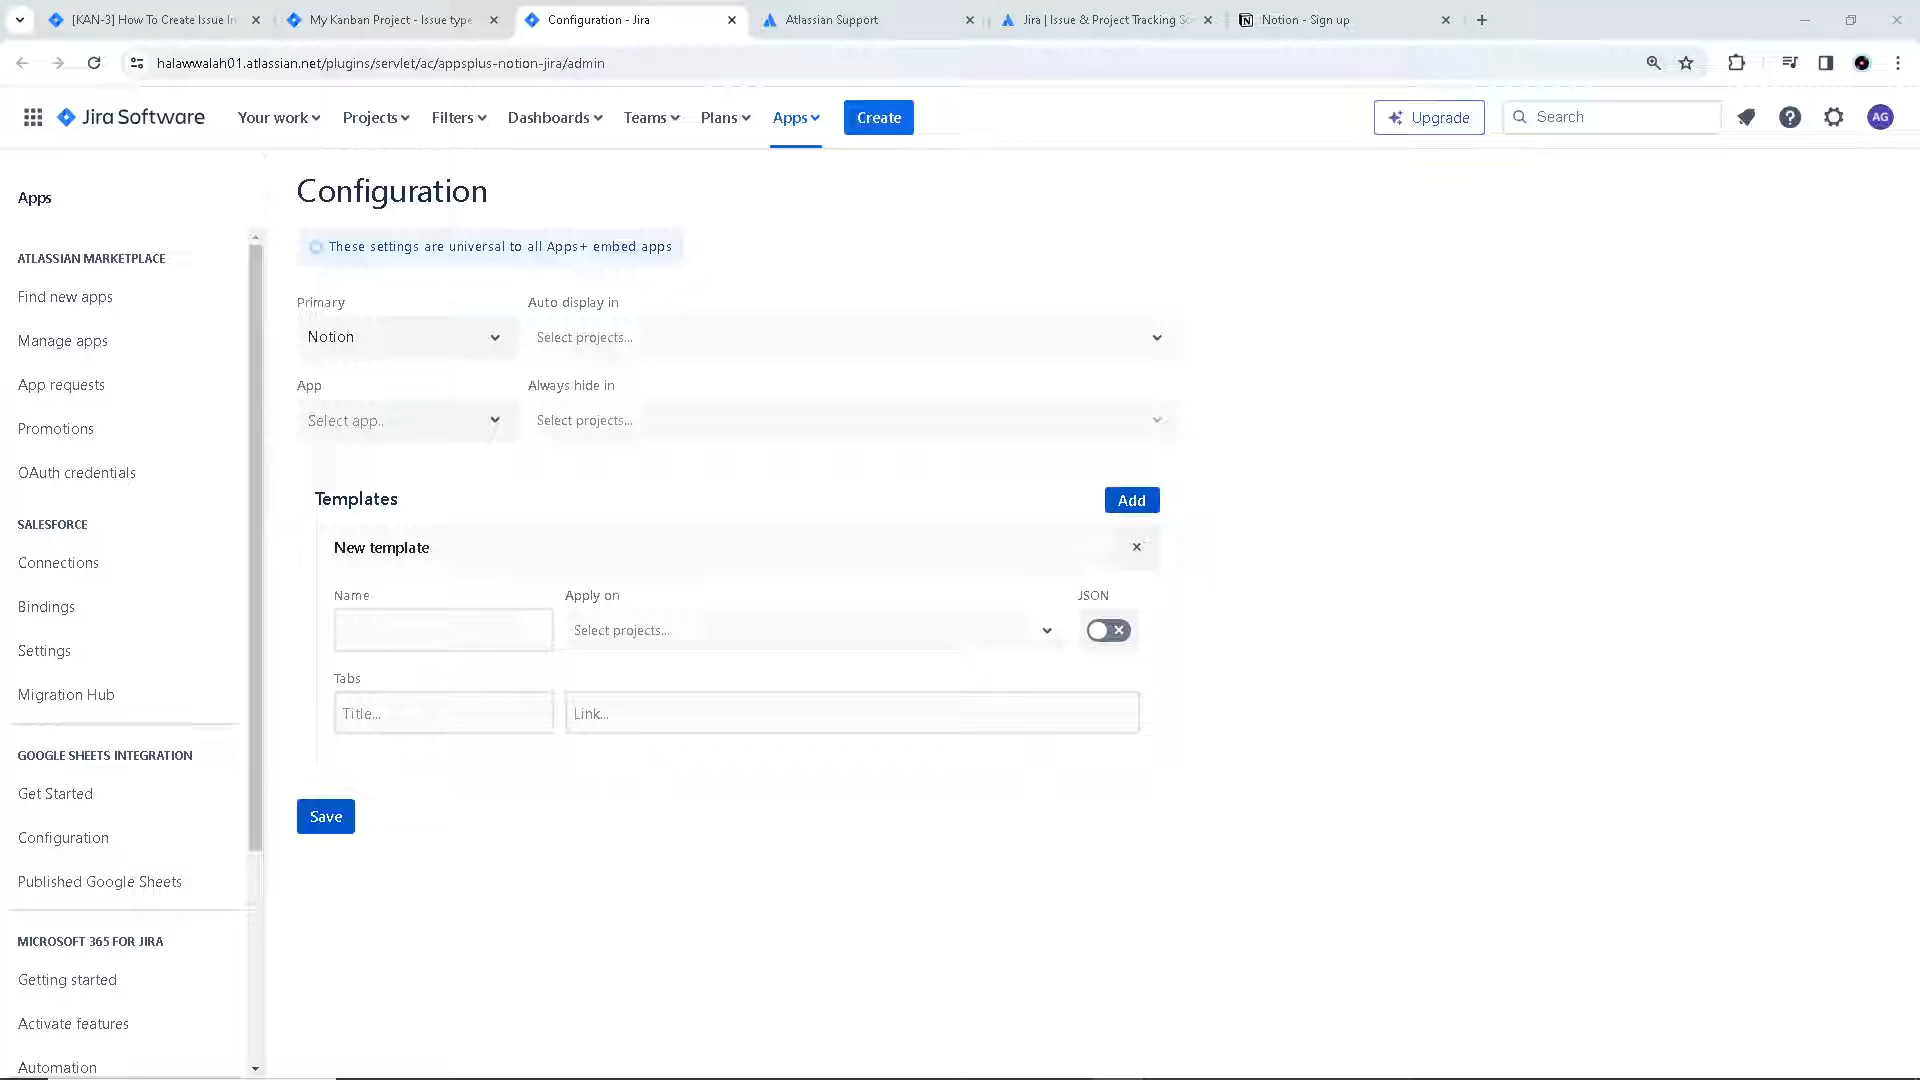 [KAN-3] How To Create Issue In
My Kanban Project - Issue type
Configuration - Jira
Atlassian Support
Jira | Issue & Project Tracking So
Notion - Sign up
halawwalah01.atlassian.net/plugins/servlet/ac/appsplus-notion-jira/admin
Jira Software
Your work
Projects
Filters
Dashboards
Teams
Plans
Apps
Create
Upgrade
Search
AG
Apps
ATLASSIAN MARKETPLACE
Find new apps
Manage apps
App requests
Promotions
OAuth credentials
SALESFORCE
Connections
Bindings
Settings
Migration Hub
GOOGLE SHEETS INTEGRATION
Get Started
Configuration
Published Google Sheets
MICROSOFT 365 FOR JIRA
Getting started
Activate features
Automation
Configuration
These settings are universal to all Apps+ embed apps
Primary
Auto display in
Notion
Select projects...
App
Always hide in
Select app..
Select projects...
Templates
Add
New template
Name
Apply on
JSON
Select projects...
Tabs
Title...
Link...
Save